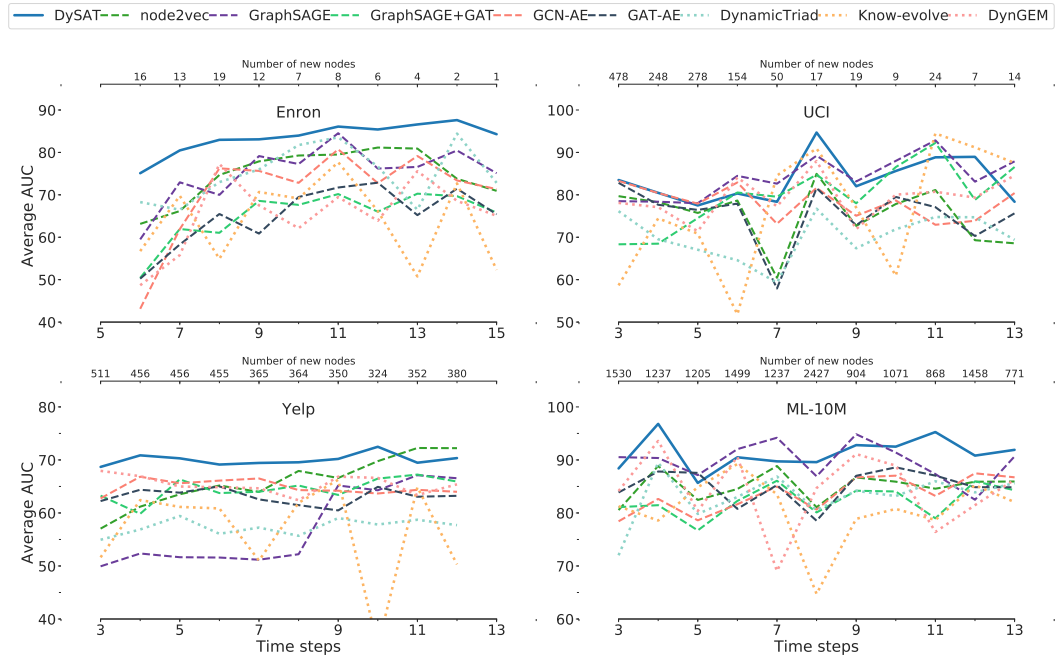 DySAT node2vec GraphSAGE GraphSAGE+GAT GCN-AE GAT-AE DynamicTriad Know-evolve DynGEM
Number of new nodes
16 13 19 12 7 8 6 4 2 1
Enron
Average AUC
90
80
70
60
50
40
5 7 9 11 13 15
Number of new nodes
478 248 278 154 50 17 19 9 24 7 14
UCI
100
90
80
70
60
50
3 5 7 9 11 13
Number of new nodes
511 456 456 455 365 364 350 324 352 380
Yelp
Average AUC
80
70
60
50
40
3 5 7 9 11 13
Time steps
Number of new nodes
1530 1237 1205 1499 1237 2427 904 1071 868 1458 771
ML-10M
100
90
80
70
60
3 5 7 9 11 13
Time steps